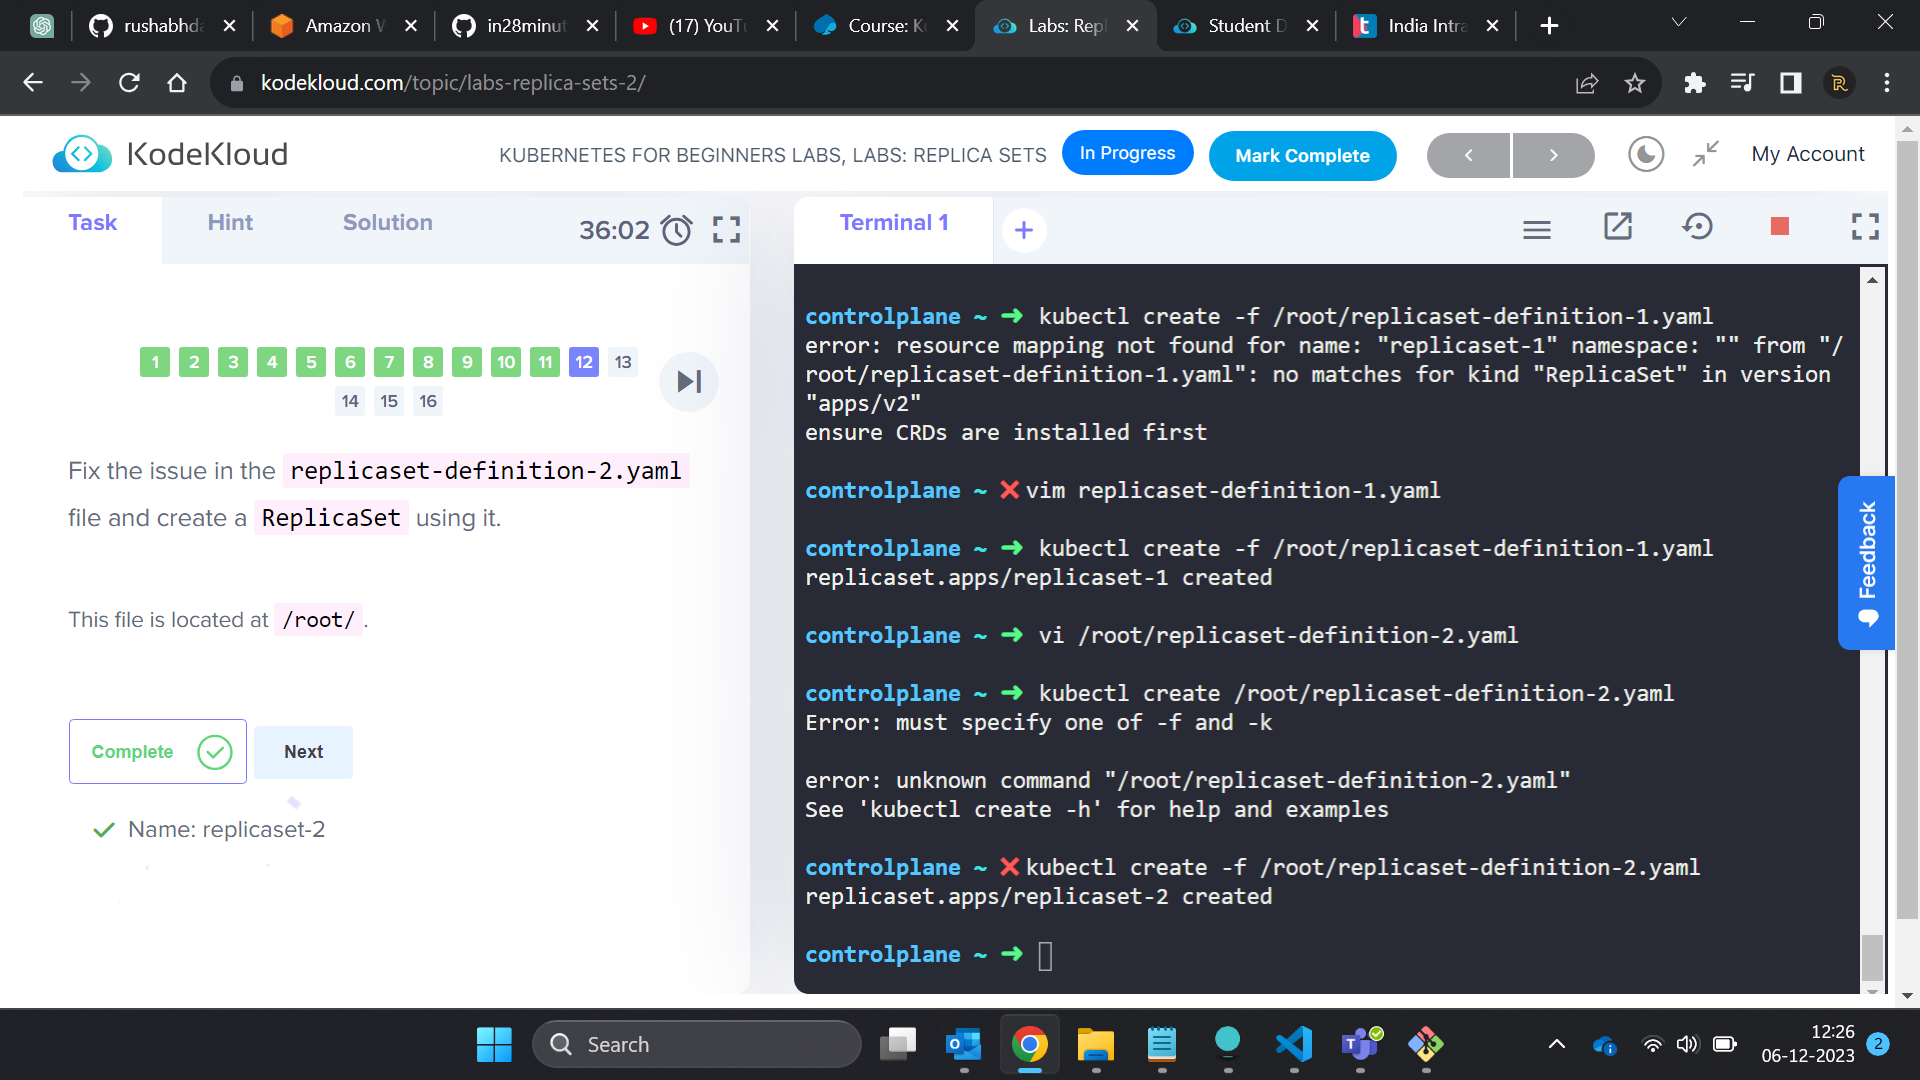 rushabhda
Amazon W
in28minut
(17) YouTu
Course: Ku
Labs: Repl
Student D
India Intra
kodekloud.com/topic/labs-replica-sets-2/
KodeKloud
KUBERNETES FOR BEGINNERS LABS, LABS: REPLICA SETS
In Progress
Mark Complete
My Account
Task
Hint
Solution
36:02
1 2 3 4 5 6 7 8 9 10 11 12 13
14 15 16
Fix the issue in the replicaset-definition-2.yaml
file and create a ReplicaSet using it.
This file is located at /root/ .
Complete
Next
Name: replicaset-2
Terminal 1
controlplane ~ ➜ kubectl create -f /root/replicaset-definition-1.yaml
error: resource mapping not found for name: "replicaset-1" namespace: "" from "/
root/replicaset-definition-1.yaml": no matches for kind "ReplicaSet" in version
"apps/v2"
ensure CRDs are installed first
controlplane ~ ✖ vim replicaset-definition-1.yaml
controlplane ~ ➜ kubectl create -f /root/replicaset-definition-1.yaml
replicaset.apps/replicaset-1 created
controlplane ~ ➜ vi /root/replicaset-definition-2.yaml
controlplane ~ ➜ kubectl create /root/replicaset-definition-2.yaml
Error: must specify one of -f and -k
error: unknown command "/root/replicaset-definition-2.yaml"
See 'kubectl create -h' for help and examples
controlplane ~ ✖ kubectl create -f /root/replicaset-definition-2.yaml
replicaset.apps/replicaset-2 created
controlplane ~ ➜
Feedback
Search
12:26
06-12-2023
2